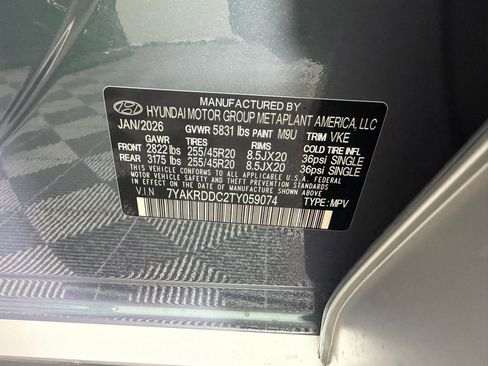 MANUFACTURED BY
HYUNDAI MOTOR GROUP METAPLANT AMERICA, LLC
JAN/2026 GVWR 5831 lbs PAINT M9U TRIM VKE
GAWR TIRES RIMS COLD TIRE INFL
FRONT 2822 lbs 255/45R20 8.5JX20 36psi SINGLE
REAR 3175 lbs 255/45R20 8.5JX20 36psi SINGLE
THIS VEHICLE CONFORMS TO ALL APPLICABLE U.S.A. FEDERAL
MOTOR VEHICLE SAFETY, BUMPER, AND THEFT PREVENTION STANDARDS IN
EFFECT ON THE DATE OF MANUFACTURE SHOWN ABOVE.
VIN 7YAKRDDC2TY059074 TYPE: MPV